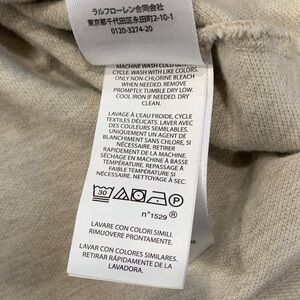 ラルフローレン合同会社
東京都千代田区永田町2-10-1
0120-3274-20
MACHINE WASH COLD GENTLE
CYCLE. WASH WITH LIKE COLORS.
ONLY NON-CHLORINE BLEACH
WHEN NEEDED. REMOVE
PROMPTLY. TUMBLE DRY LOW.
COOL IRON IF NEEDED. DRY
CLEAN.
LAVAGE À L'EAU FROIDE, CYCLE
TEXTILES DÉLICATS. LAVER AVEC
DES COULEURS SEMBLABLES.
UNIQUEMENT UN AGENT DE
BLANCHIMENT SANS CHLORE, SI
NÉCESSAIRE. RETIRER
RAPIDEMENT DE LA MACHINE.
SÉCHAGE EN MACHINE À BASSE
TEMPÉRATURE. REPASSAGE À
FAIBLE TEMPÉRATURE SI
NÉCESSAIRE. NETTOYAGE À SEC.
30 P
n°1529 ®
LAVARE CON COLORI SIMILI.
RIMUOVERE PRONTAMENTE.
LAVAR CON COLORES SIMILARES.
RETIRAR RÁPIDAMENTE DE LA
LAVADORA.